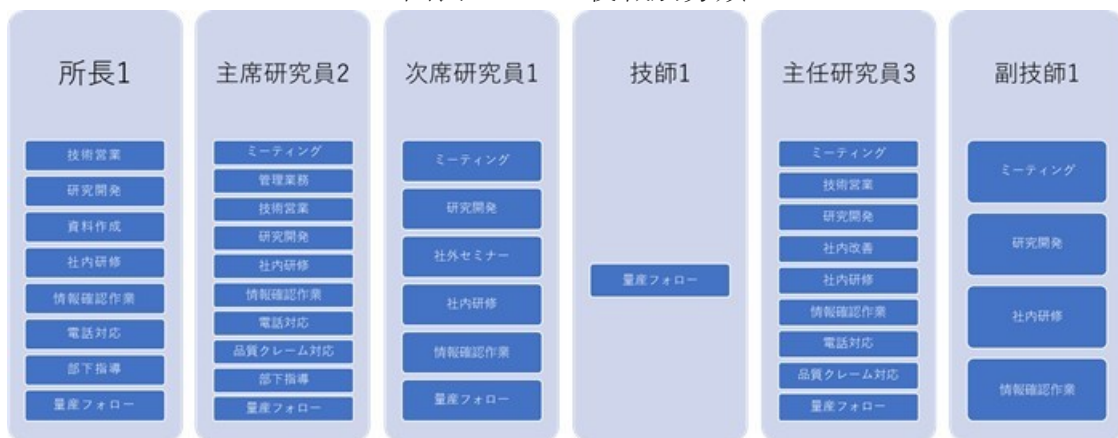 所長1
技術営業
研究開発
資料作成
社内研修
情報確認作業
電話対応
部下指導
量産フォロー
主席研究員2
ミーティング
管理業務
技術営業
研究開発
社内研修
情報確認作業
電話対応
品質クレーム対応
部下指導
量産フォロー
次席研究員1
ミーティング
研究開発
社外セミナー
社内研修
情報確認作業
量産フォロー
技師1
量産フォロー
主任研究員3
ミーティング
技術営業
研究開発
社内改善
社内研修
情報確認作業
電話対応
品質クレーム対応
量産フォロー
副技師1
ミーティング
研究開発
社内研修
情報確認作業